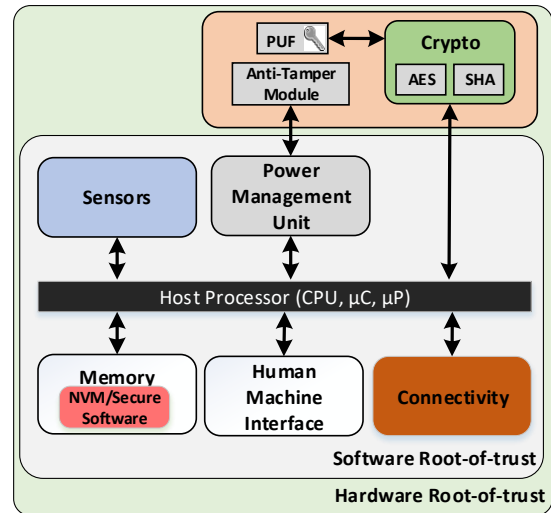 PUF
Crypto
AES
SHA
Anti-Tamper
Module
Sensors
Power
Management
Unit
Host Processor (CPU, µC, µP)
Memory
NVM/Secure
Software
Human
Machine
Interface
Connectivity
Software Root-of-trust
Hardware Root-of-trust